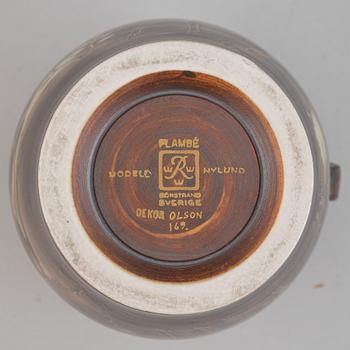 FLAMBÉ
MODELL R NYLUND
RÖRSTRAND
SVERIGE
DEKOR OLSON
169.